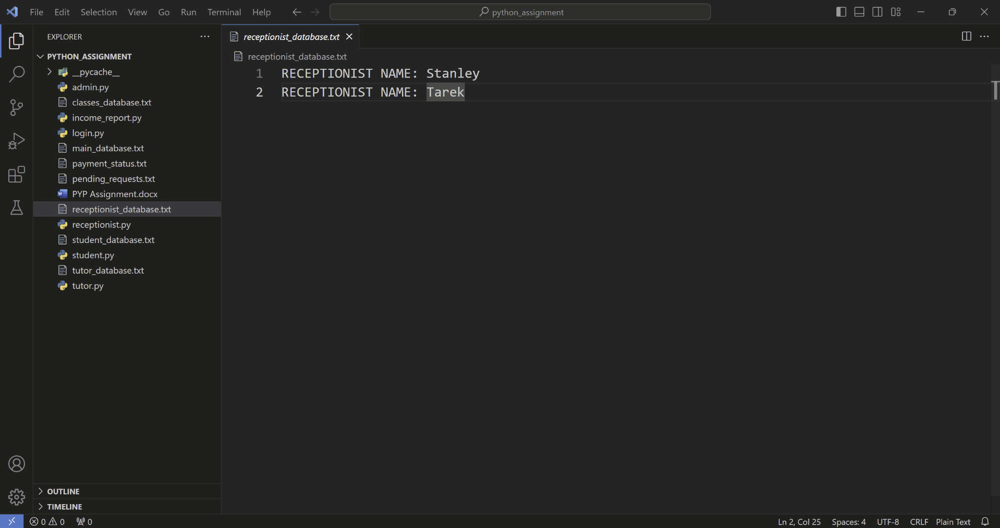 File Edit Selection View Go Run Terminal Help python_assignment
EXPLORER
PYTHON_ASSIGNMENT
__pycache__
admin.py
classes_database.txt
income_report.py
login.py
main_database.txt
payment_status.txt
pending_requests.txt
PYP Assignment.docx
receptionist_database.txt
receptionist.py
student_database.txt
student.py
tutor_database.txt
tutor.py
OUTLINE
TIMELINE
receptionist_database.txt
receptionist_database.txt
1 RECEPTIONIST NAME: Stanley
2 RECEPTIONIST NAME: Tarek
0 0 0 Ln 2, Col 25 Spaces: 4 UTF-8 CRLF Plain Text